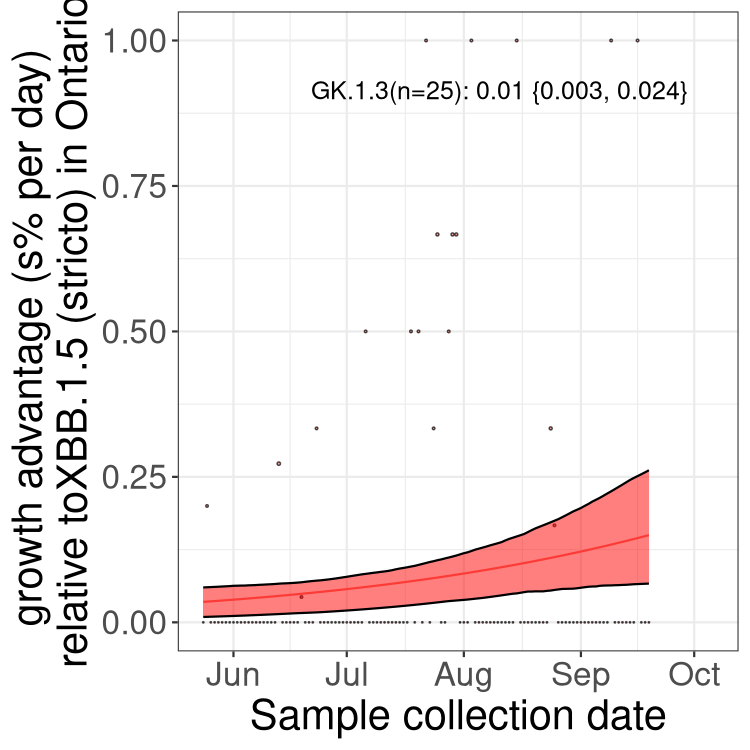 growth advantage (s% per day)
relative toXBB.1.5 (stricto) in Ontario
1.00
0.75
0.50
0.25
0.00
GK.1.3(n=25): 0.01 {0.003, 0.024}
Jun Jul Aug Sep Oct
Sample collection date